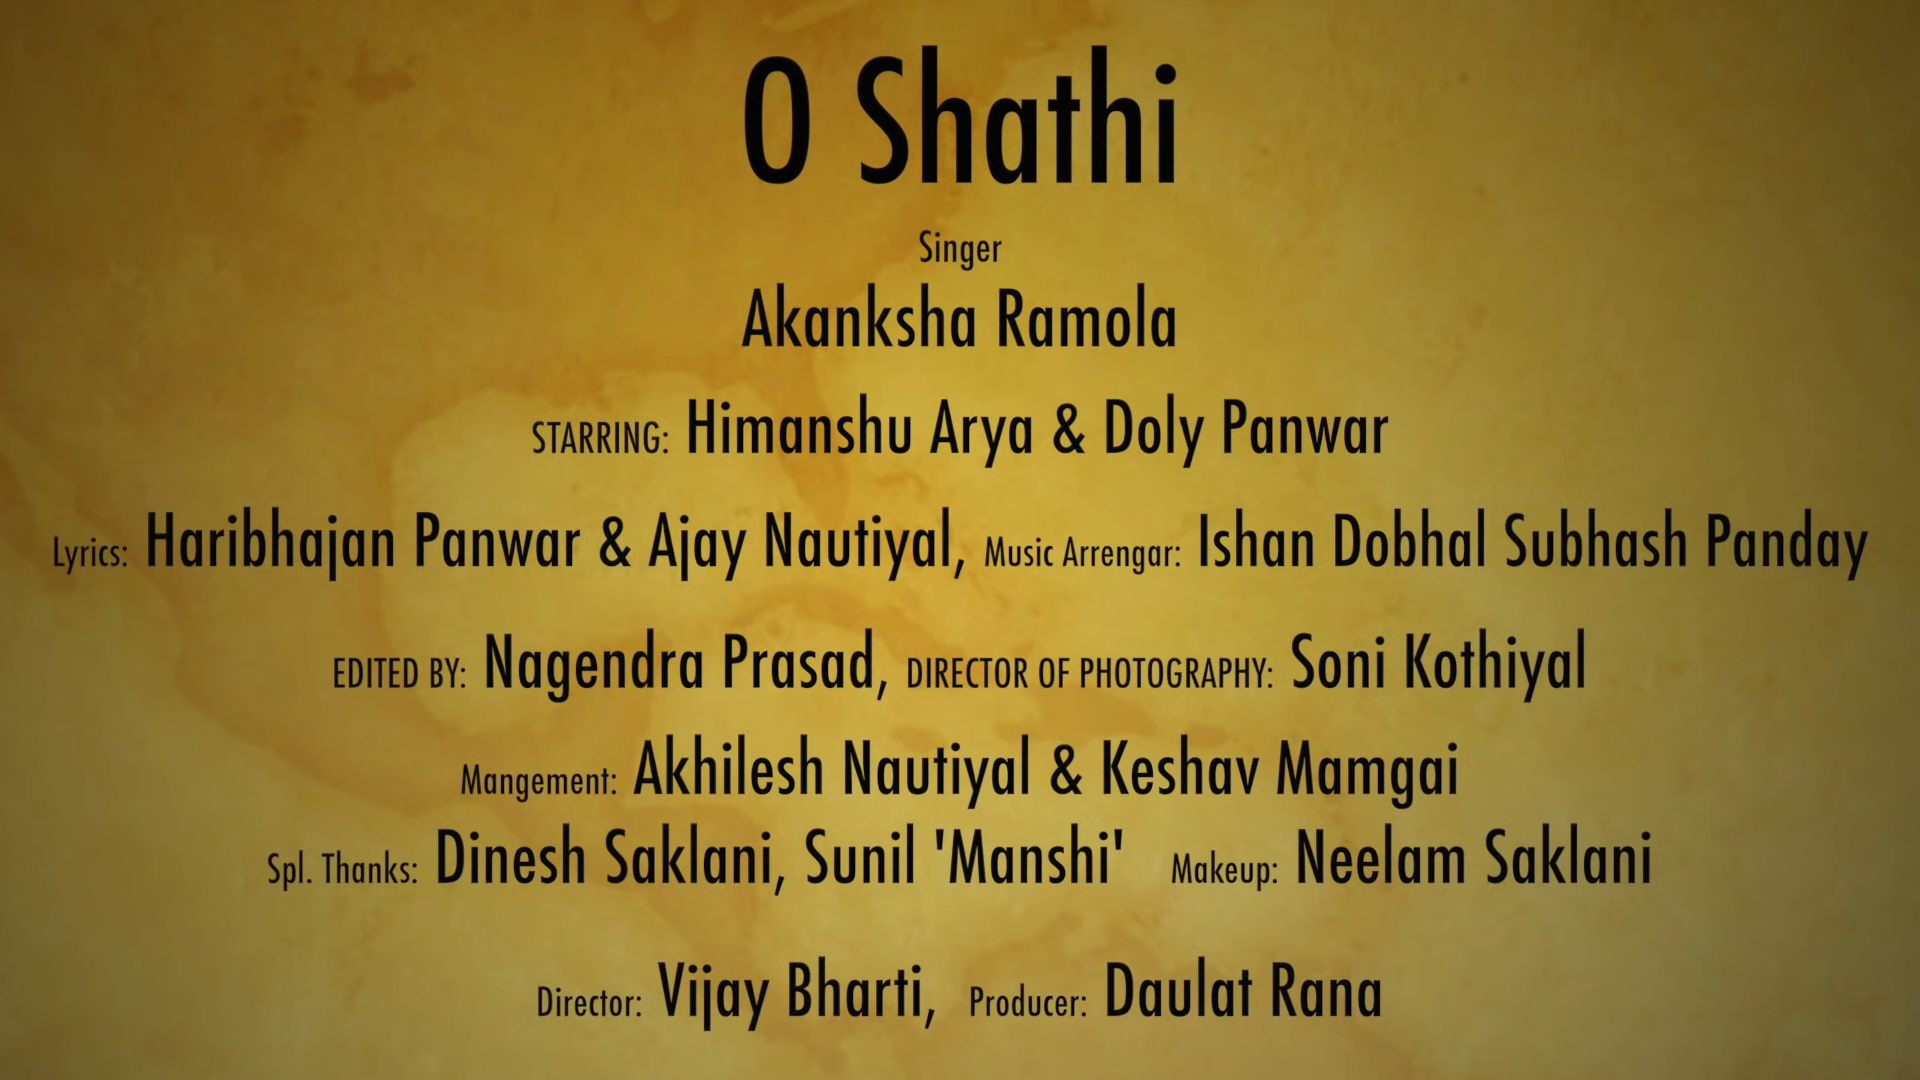 O Shathi
Singer
Akanksha Ramola
STARRING: Himanshu Arya & Doly Panwar
Lyrics: Haribhajan Panwar & Ajay Nautiyal, Music Arrengar: Ishan Dobhal Subhash Panday
EDITED BY: Nagendra Prasad, DIRECTOR OF PHOTOGRAPHY: Soni Kothiyal
Mangement: Akhilesh Nautiyal & Keshav Mamgai
Spl. Thanks: Dinesh Saklani, Sunil 'Manshi' Makeup: Neelam Saklani
Director: Vijay Bharti, Producer: Daulat Rana